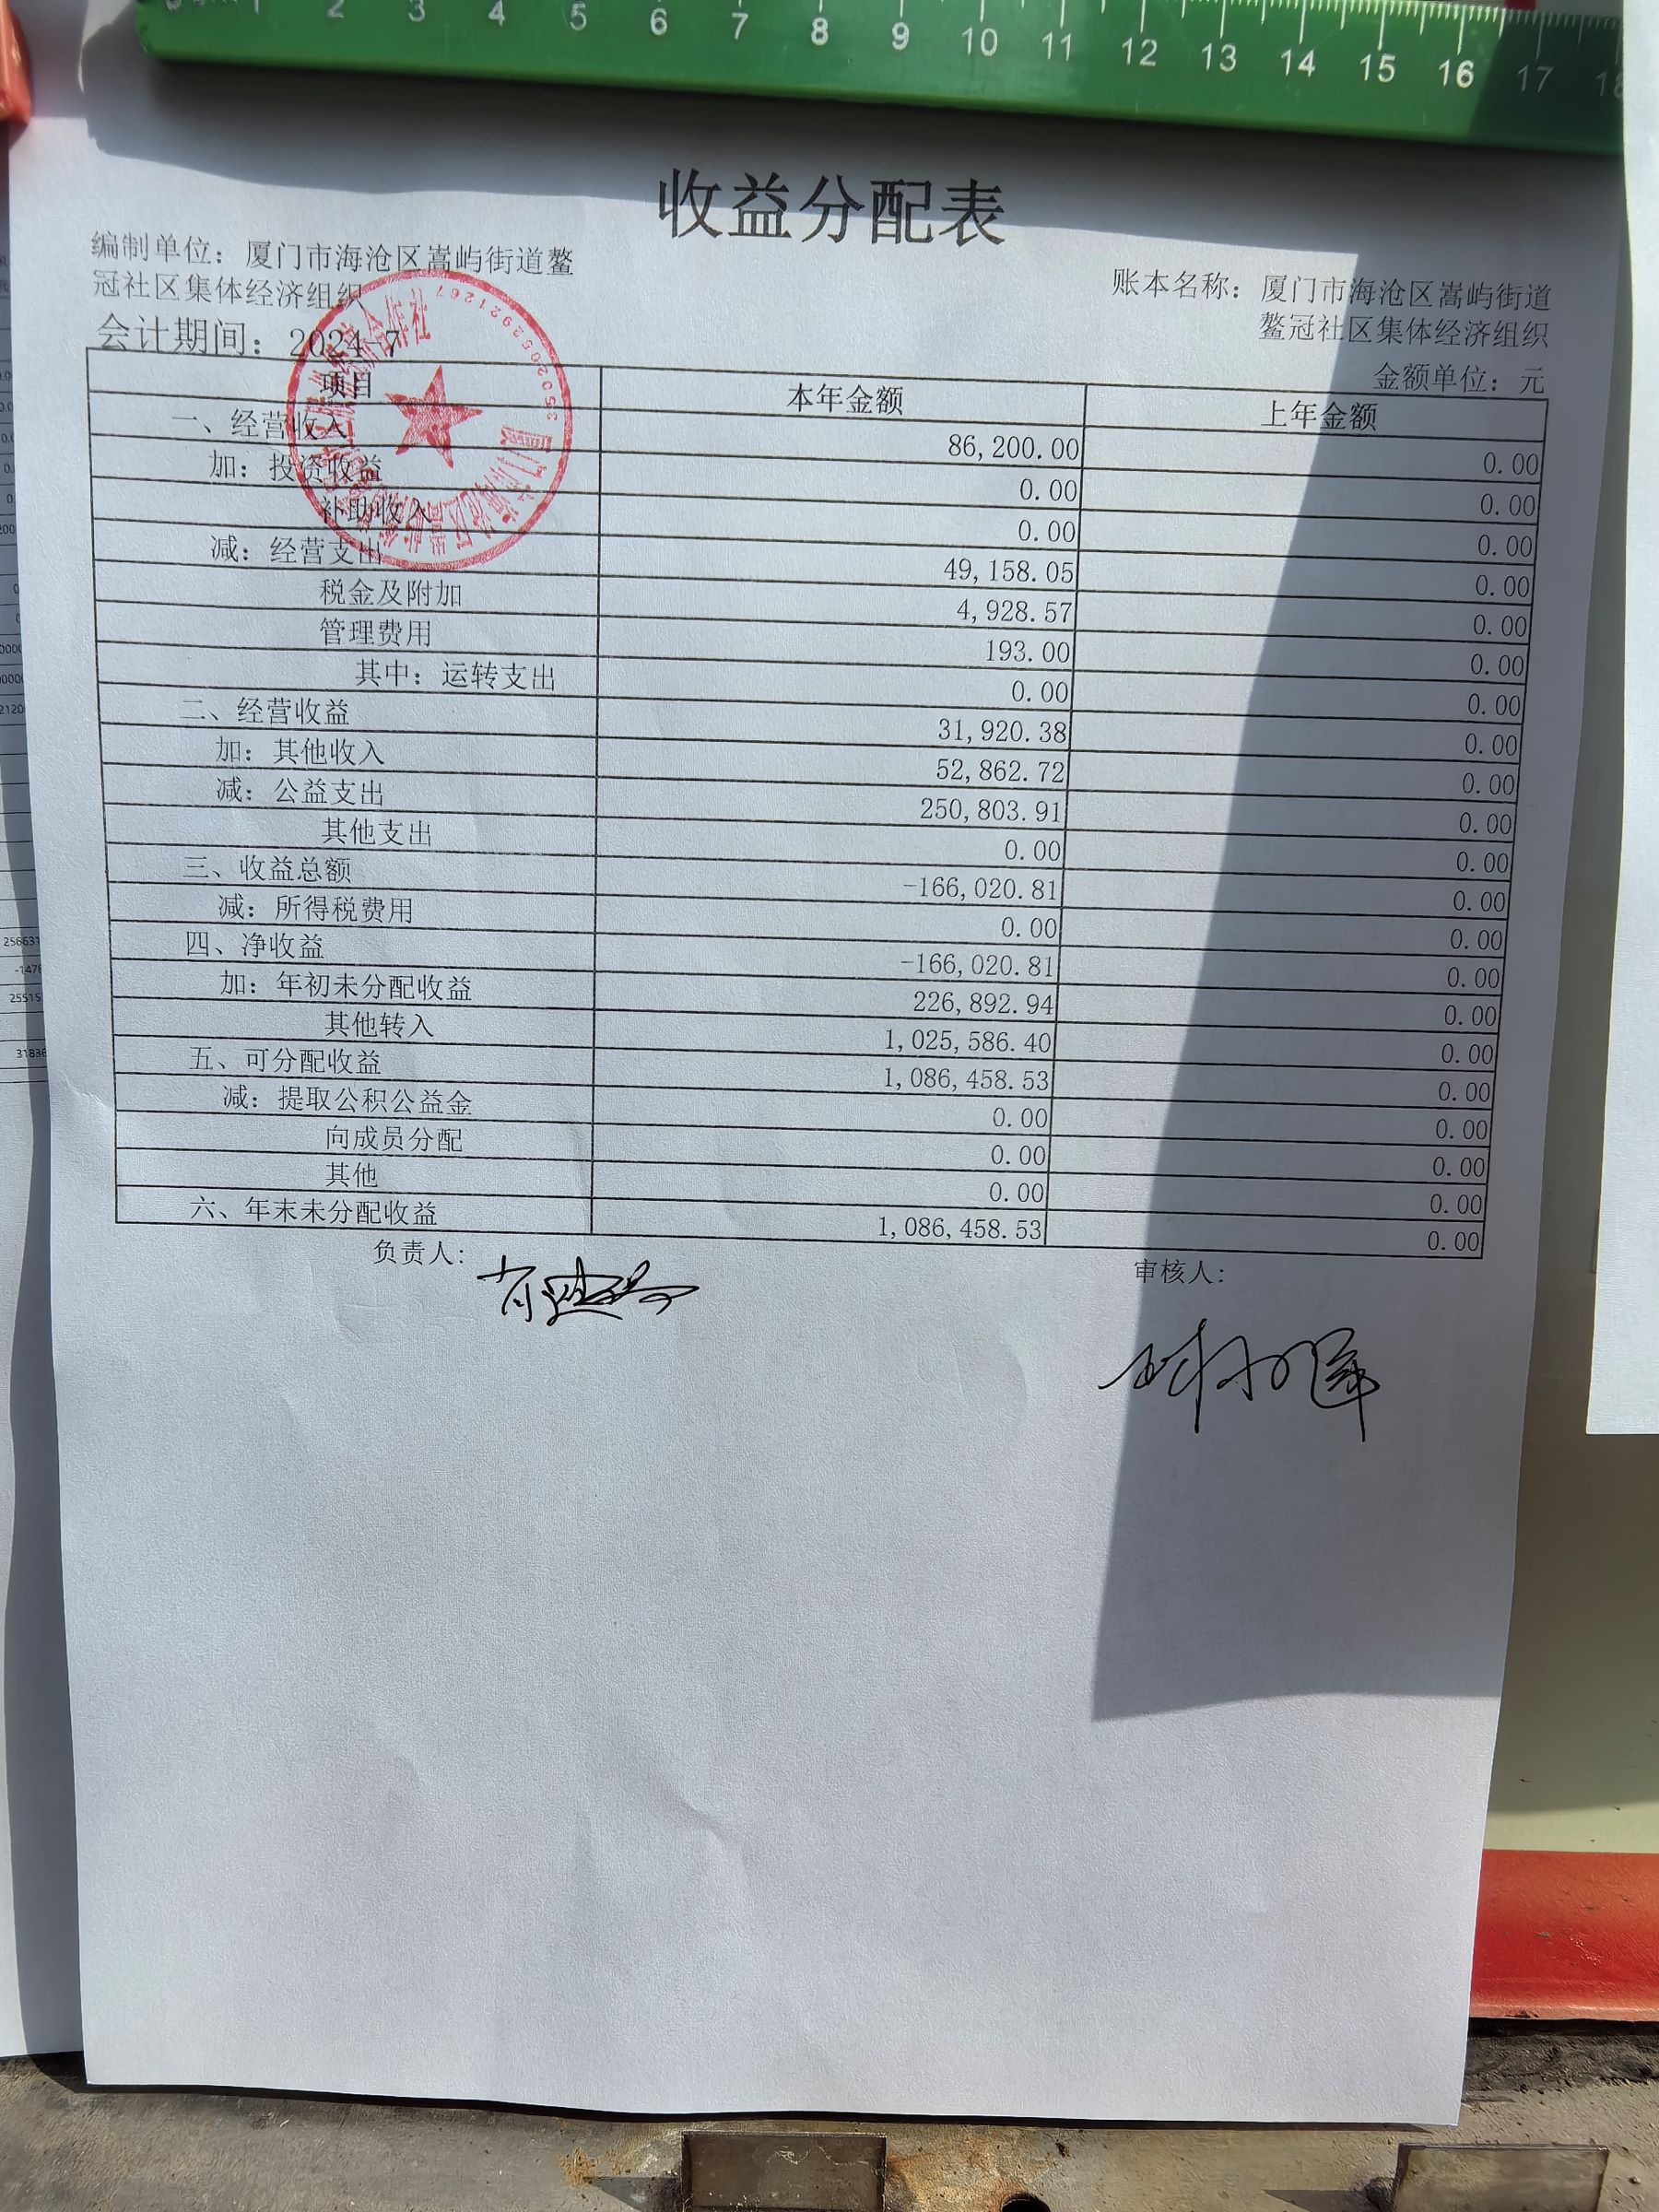 1 2 3 4 5 6 7 8 9 10 11 12 13 14 15 16 17 18
收益分配表
编制单位：厦门市海沧区嵩屿街道鳌
冠社区集体经济组织
账本名称：厦门市海沧区嵩屿街道
鳌冠社区集体经济组织
会计期间：2024-7
金额单位：元
项目 本年金额 上年金额
一、经营收入 86,200.00 0.00
加：投资收益 0.00 0.00
补助收入 0.00 0.00
减：经营支出 49,158.05 0.00
税金及附加 4,928.57 0.00
管理费用 193.00 0.00
其中：运转支出 0.00 0.00
二、经营收益 31,920.38 0.00
加：其他收入 52,862.72 0.00
减：公益支出 250,803.91 0.00
其他支出 0.00 0.00
三、收益总额 -166,020.81 0.00
减：所得税费用 0.00 0.00
四、净收益 -166,020.81 0.00
加：年初未分配收益 226,892.94 0.00
其他转入 1,025,586.40 0.00
五、可分配收益 1,086,458.53 0.00
减：提取公积公益金 0.00 0.00
向成员分配 0.00 0.00
其他 0.00 0.00
六、年末未分配收益 1,086,458.53 0.00
负责人：
审核人：